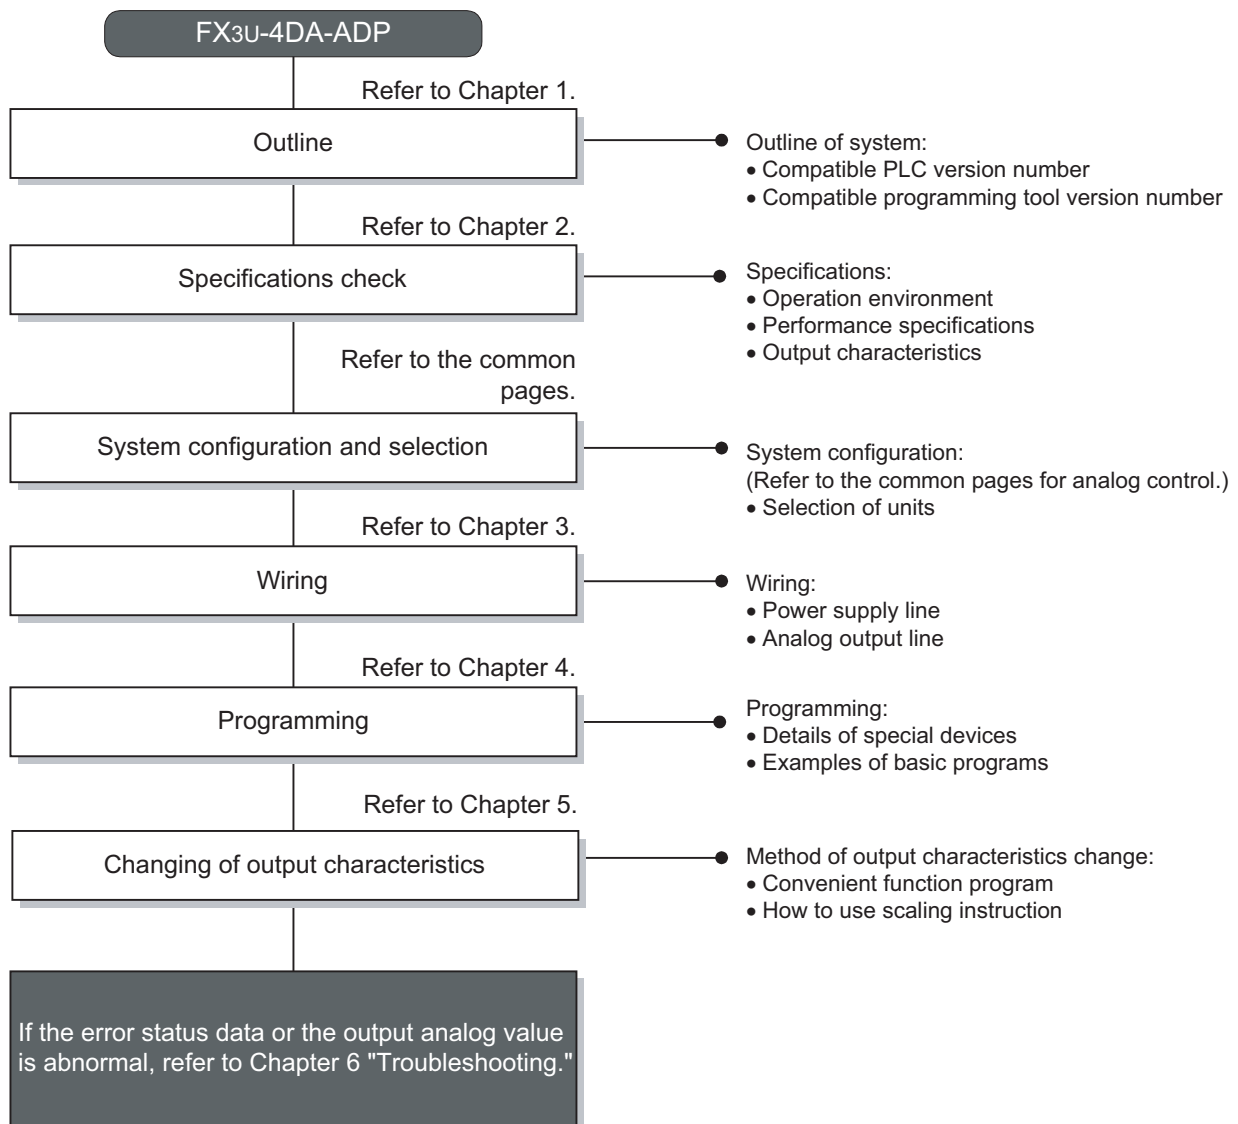 FX3U-4DA-ADP
Refer to Chapter 1.
Outline
Outline of system:
• Compatible PLC version number
• Compatible programming tool version number
Refer to Chapter 2.
Specifications check
Specifications:
• Operation environment
• Performance specifications
• Output characteristics
Refer to the common
pages.
System configuration and selection
System configuration:
(Refer to the common pages for analog control.)
• Selection of units
Refer to Chapter 3.
Wiring
Wiring:
• Power supply line
• Analog output line
Refer to Chapter 4.
Programming
Programming:
• Details of special devices
• Examples of basic programs
Refer to Chapter 5.
Changing of output characteristics
Method of output characteristics change:
• Convenient function program
• How to use scaling instruction
If the error status data or the output analog value
is abnormal, refer to Chapter 6 "Troubleshooting."